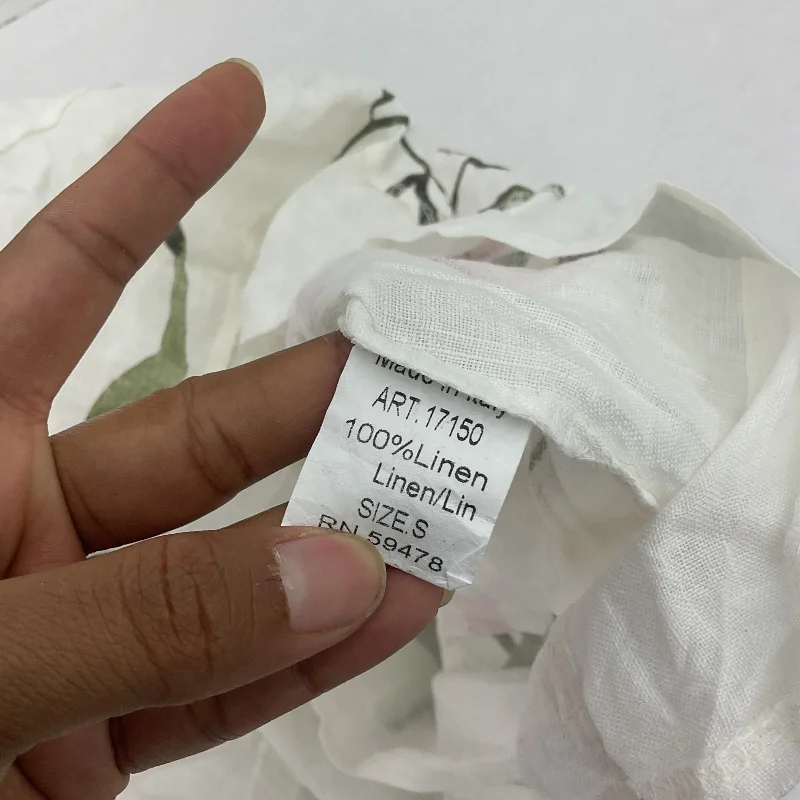 Made in Italy
ART.17150
100%Linen
Linen/Lin
SIZE.S
RN 59478